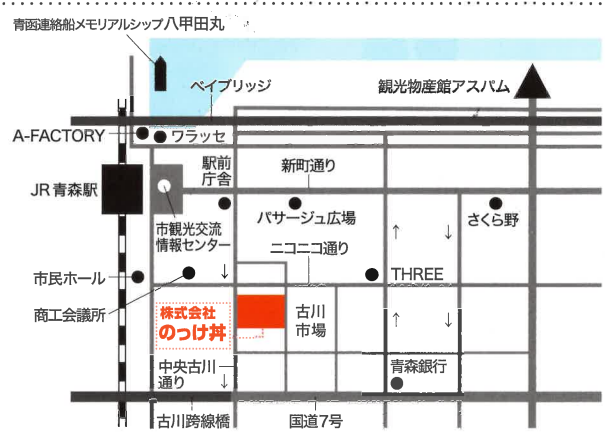 青函連絡船メモリアルシップ八甲田丸
ベイブリッジ
観光物産館アスパム
A-FACTORY
ワラッセ
駅前
庁舎
新町通り
JR青森駅
パサージュ広場
さくら野
市観光交流
情報センター
ニコニコ通り
市民ホール
THREE
商工会議所
株式会社
のっけ丼
古川
市場
中央古川
通り
青森銀行
古川跨線橋
国道7号